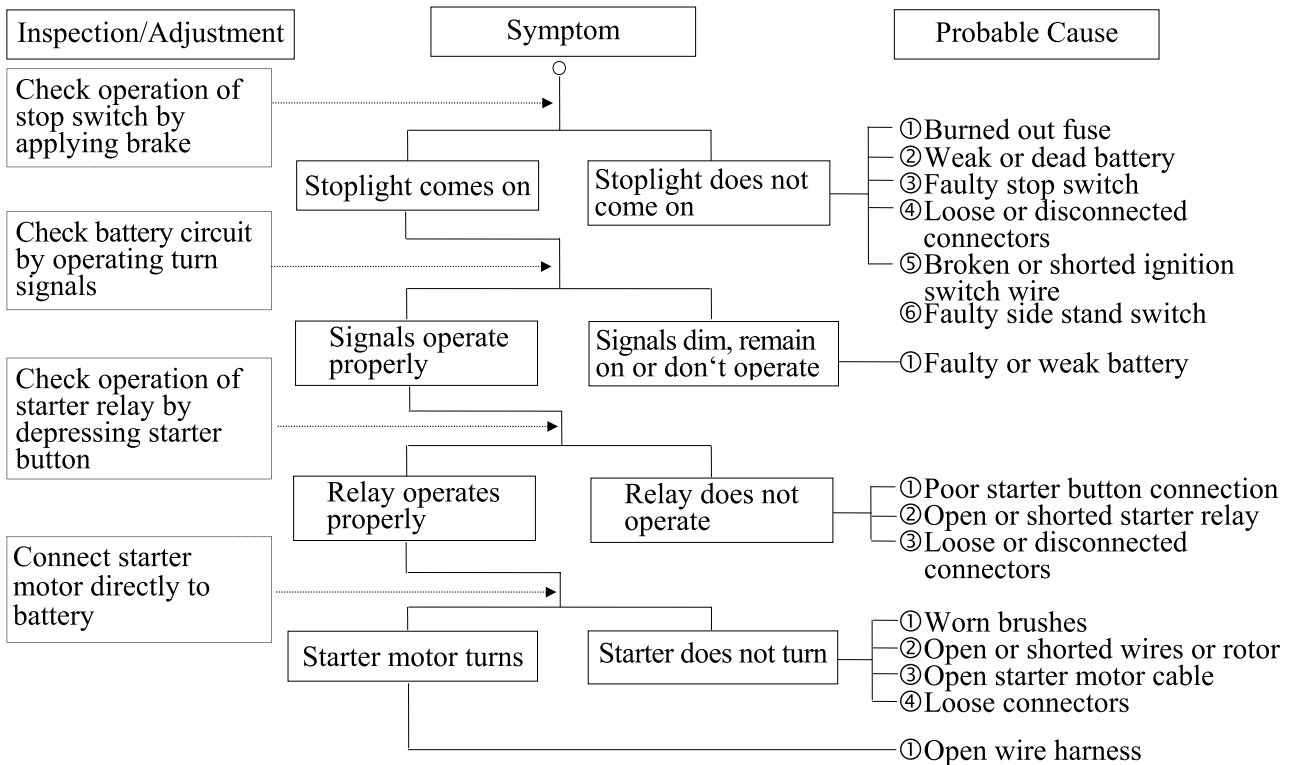 Inspection/Adjustment
Symptom
Probable Cause
Check operation of
stop switch by
applying brake
Stoplight comes on
Stoplight does not
come on
①Burned out fuse
②Weak or dead battery
③Faulty stop switch
④Loose or disconnected
connectors
⑤Broken or shorted ignition
switch wire
⑥Faulty side stand switch
Check battery circuit
by operating turn
signals
Signals operate
properly
Signals dim, remain
on or don‘t operate
①Faulty or weak battery
Check operation of
starter relay by
depressing starter
button
Relay operates
properly
Relay does not
operate
①Poor starter button connection
②Open or shorted starter relay
③Loose or disconnected
connectors
Connect starter
motor directly to
battery
Starter motor turns
Starter does not turn
①Worn brushes
②Open or shorted wires or rotor
③Open starter motor cable
④Loose connectors
①Open wire harness